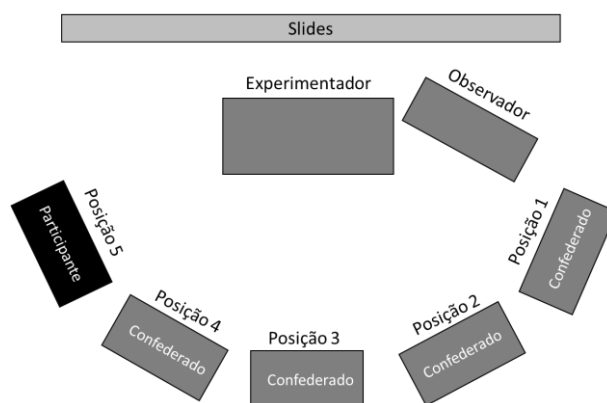 Slides
Experimentador
Observador
Posição 1
Confederado
Posição 2
Confederado
Posição 3
Confederado
Posição 4
Confederado
Posição 5
Participante